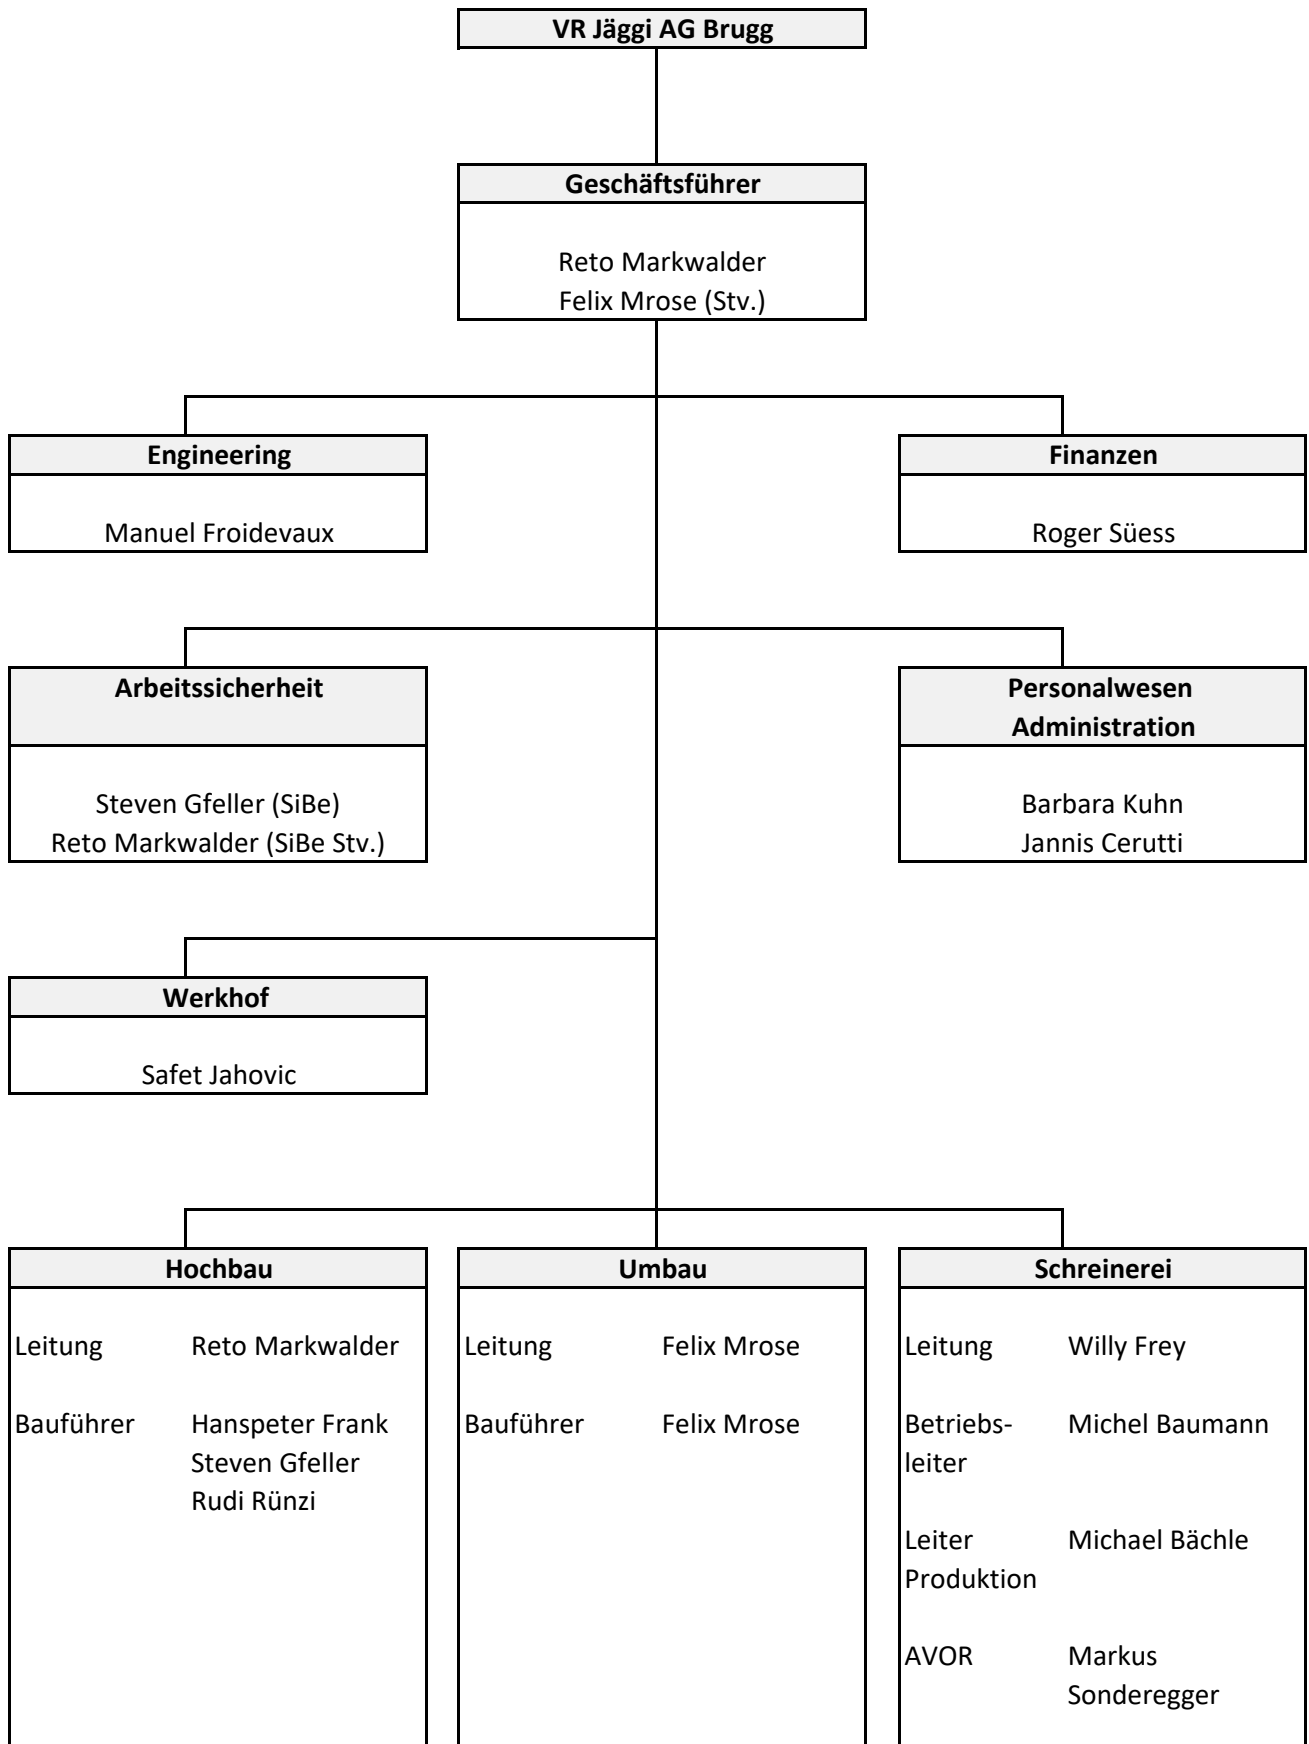 VR Jäggi AG Brugg
Geschäftsführer
Reto Markwalder
Felix Mrose (Stv.)
Engineering
Manuel Froidevaux
Finanzen
Roger Süess
Arbeitssicherheit
Steven Gfeller (SiBe)
Reto Markwalder (SiBe Stv.)
Personalwesen
Administration
Barbara Kuhn
Jannis Cerutti
Werkhof
Safet Jahovic
Hochbau
Leitung Reto Markwalder
Bauführer Hanspeter Frank
Steven Gfeller
Rudi Rünzi
Umbau
Leitung Felix Mrose
Bauführer Felix Mrose
Schreinerei
Leitung Willy Frey
Betriebs- Michel Baumann
leiter
Leiter Michael Bächle
Produktion
AVOR Markus
Sonderegger